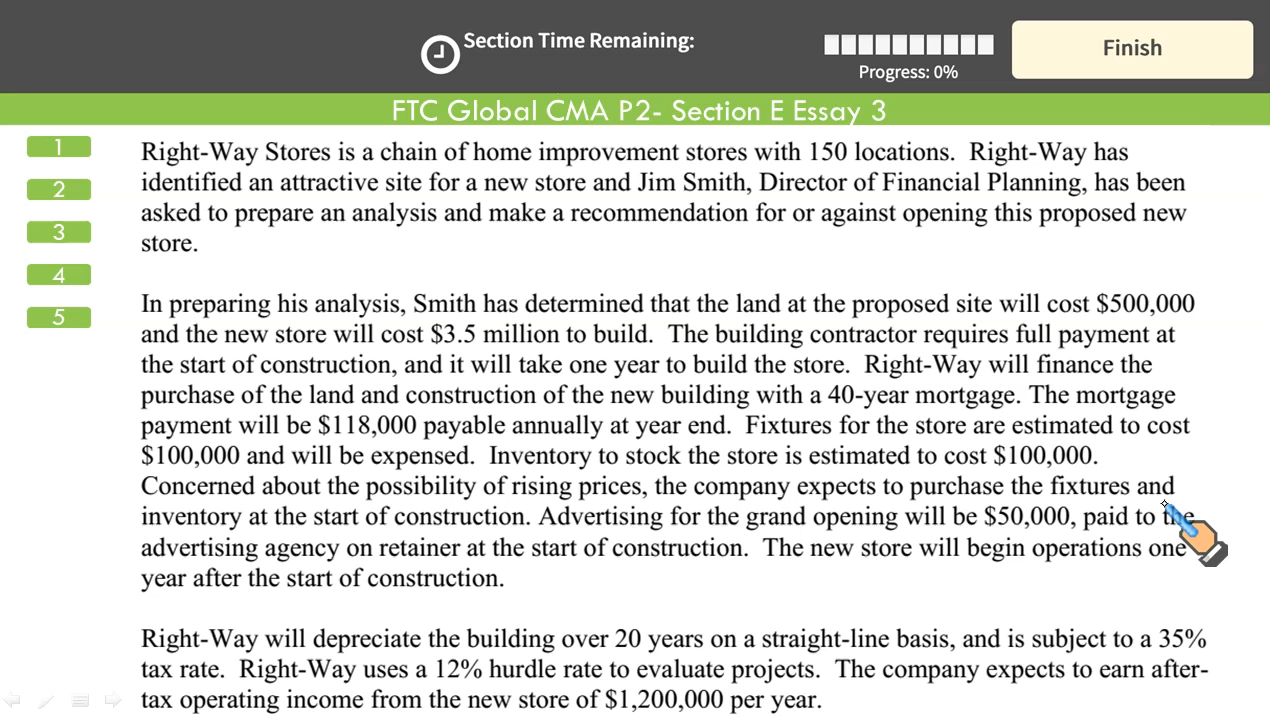 Section Time Remaining:
Progress: 0%
Finish
FTC Global CMA P2- Section E Essay 3
1
2
3
4
5
Right-Way Stores is a chain of home improvement stores with 150 locations. Right-Way has
identified an attractive site for a new store and Jim Smith, Director of Financial Planning, has been
asked to prepare an analysis and make a recommendation for or against opening this proposed new
store.
In preparing his analysis, Smith has determined that the land at the proposed site will cost $500,000
and the new store will cost $3.5 million to build. The building contractor requires full payment at
the start of construction, and it will take one year to build the store. Right-Way will finance the
purchase of the land and construction of the new building with a 40-year mortgage. The mortgage
payment will be $118,000 payable annually at year end. Fixtures for the store are estimated to cost
$100,000 and will be expensed. Inventory to stock the store is estimated to cost $100,000.
Concerned about the possibility of rising prices, the company expects to purchase the fixtures and
inventory at the start of construction. Advertising for the grand opening will be $50,000, paid to the
advertising agency on retainer at the start of construction. The new store will begin operations one
year after the start of construction.
Right-Way will depreciate the building over 20 years on a straight-line basis, and is subject to a 35%
tax rate. Right-Way uses a 12% hurdle rate to evaluate projects. The company expects to earn after-
tax operating income from the new store of $1,200,000 per year.